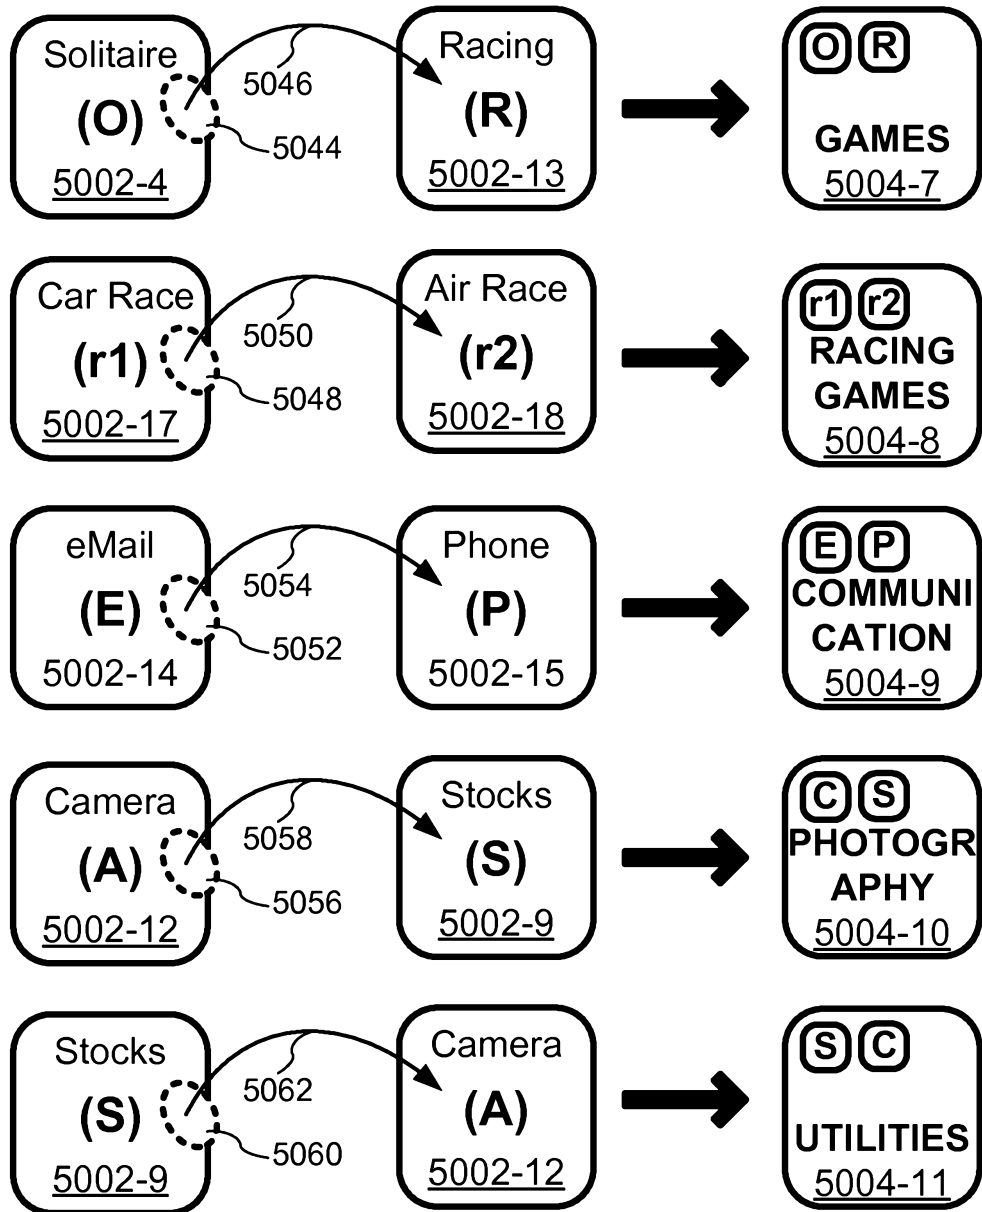 Solitaire
(O)
5002-4
5046
5044
Racing
(R)
5002-13
O R
GAMES
5004-7
Car Race
(r1)
5002-17
5050
5048
Air Race
(r2)
5002-18
r1 r2
RACING
GAMES
5004-8
eMail
(E)
5002-14
5054
5052
Phone
(P)
5002-15
E P
COMMUNI
CATION
5004-9
Camera
(A)
5002-12
5058
5056
Stocks
(S)
5002-9
C S
PHOTOGR
APHY
5004-10
Stocks
(S)
5002-9
5062
5060
Camera
(A)
5002-12
S C
UTILITIES
5004-11